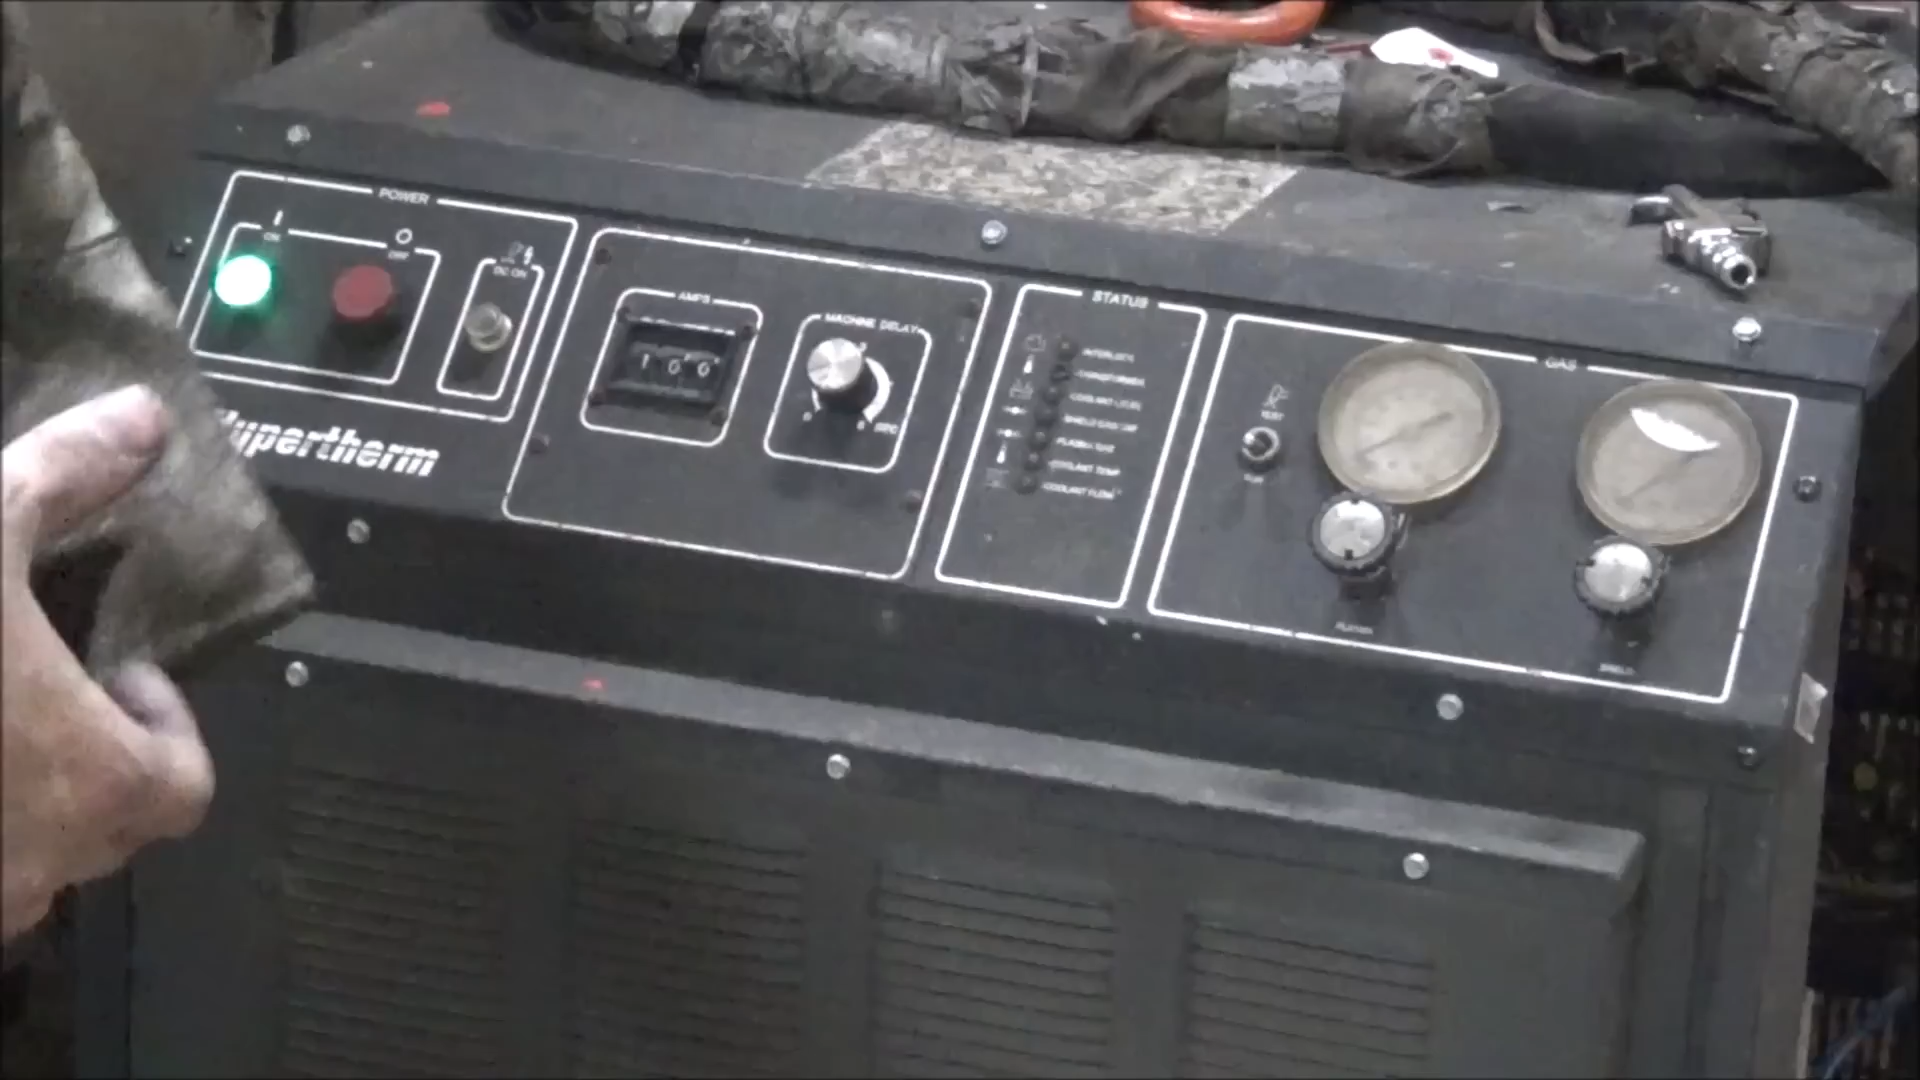 POWER
ON
OFF
DC ON
AMPS
100
MACHINE DELAY
SEC
Hypertherm
STATUS
INTERLOCK
TRANSFORMER
COOLANT LEVEL
SHIELD GAS CAP
PLASMA GAS
COOLANT TEMP
COOLANT FLOW
GAS
TEST
RUN
PLASMA
SHIELD